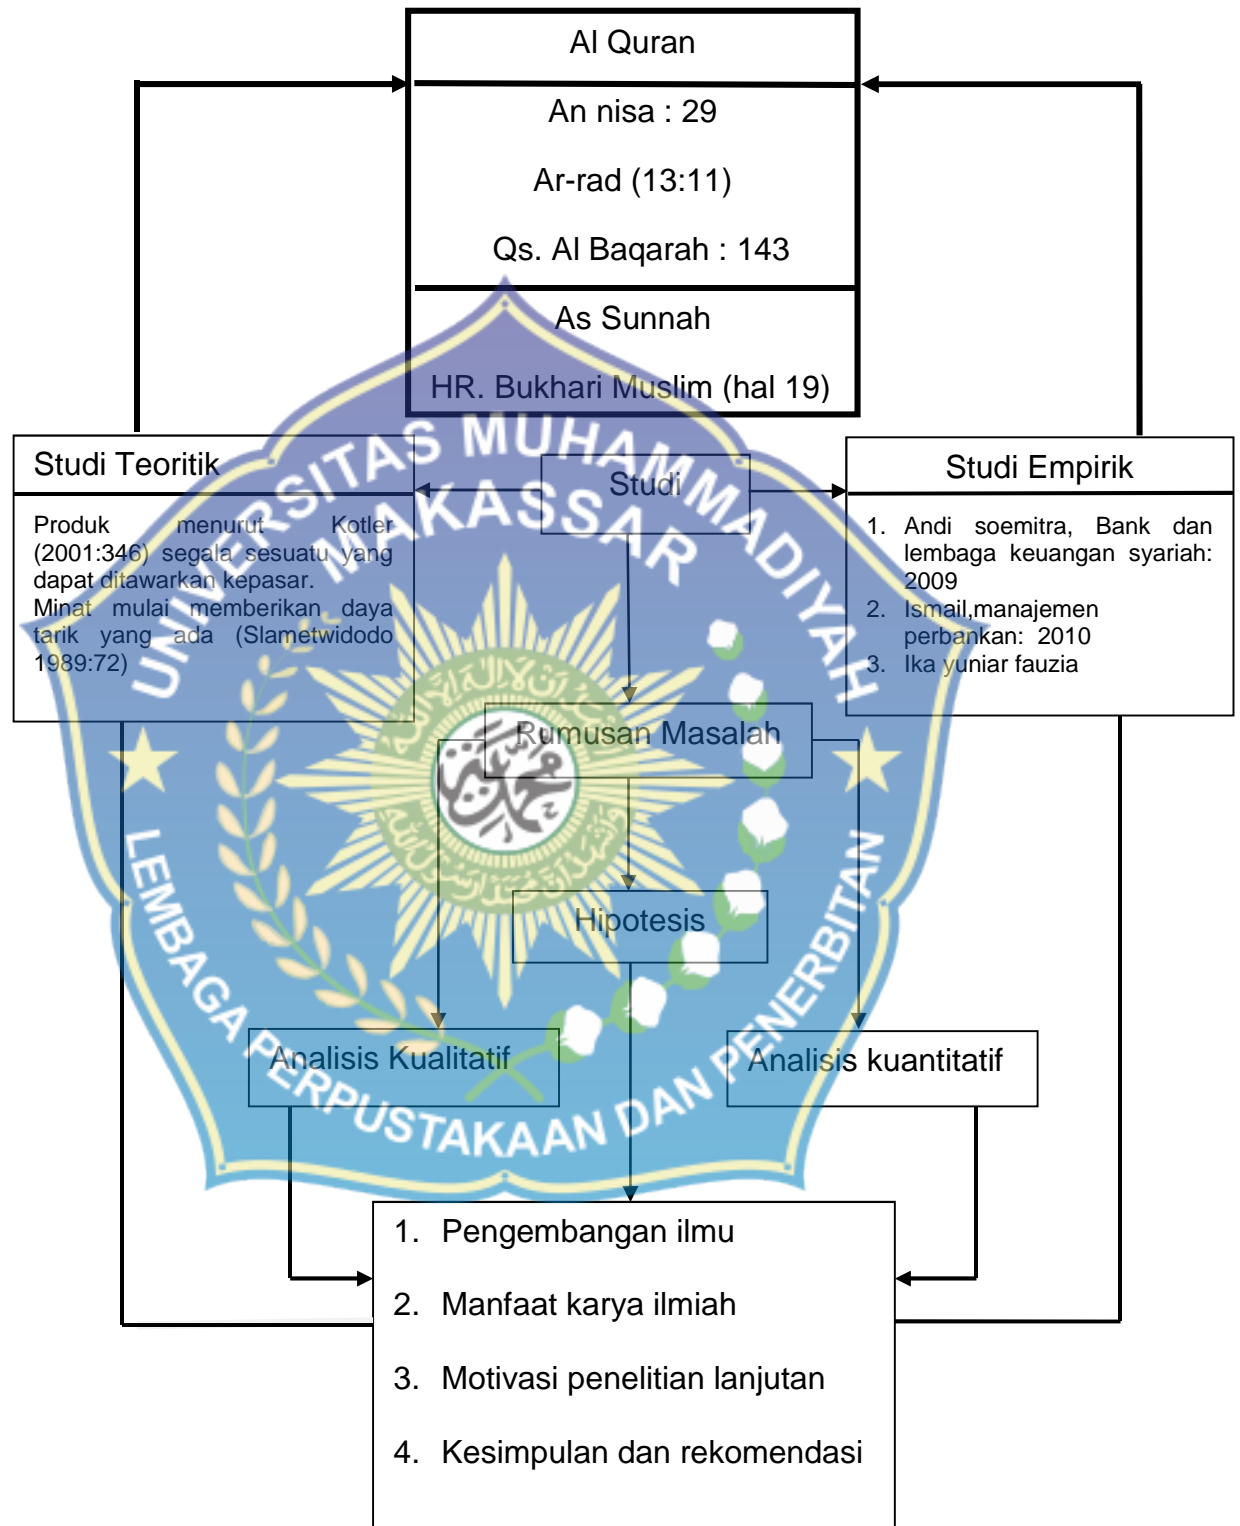 Al Quran
An nisa : 29
Ar-rad (13:11)
Qs. Al Baqarah : 143
As Sunnah
HR. Bukhari Muslim (hal 19)
Studi Teoritik
Produk menurut Kotler
(2001:346) segala sesuatu yang
dapat ditawarkan kepasar.
Minat mulai memberikan daya
tarik yang ada (Slametwidodo
1989:72)
Studi
Studi Empirik
1. Andi soemitra, Bank dan
lembaga keuangan syariah:
2009
2. Ismail,manajemen
perbankan: 2010
3. Ika yuniar fauzia
Rumusan Masalah
Hipotesis
Analisis Kualitatif
Analisis kuantitatif
1. Pengembangan ilmu
2. Manfaat karya ilmiah
3. Motivasi penelitian lanjutan
4. Kesimpulan dan rekomendasi
UNIVERSITAS MUHAMMADIYAH
MAKASSAR
LEMBAGA PERPUSTAKAAN DAN PENERBITAN